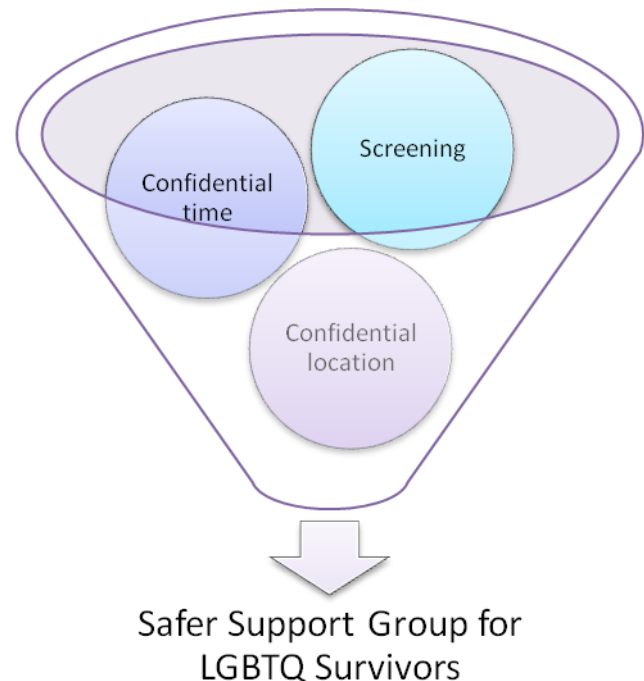 Screening
Confidential
time
Confidential
location
Safer Support Group for
LGBTQ Survivors